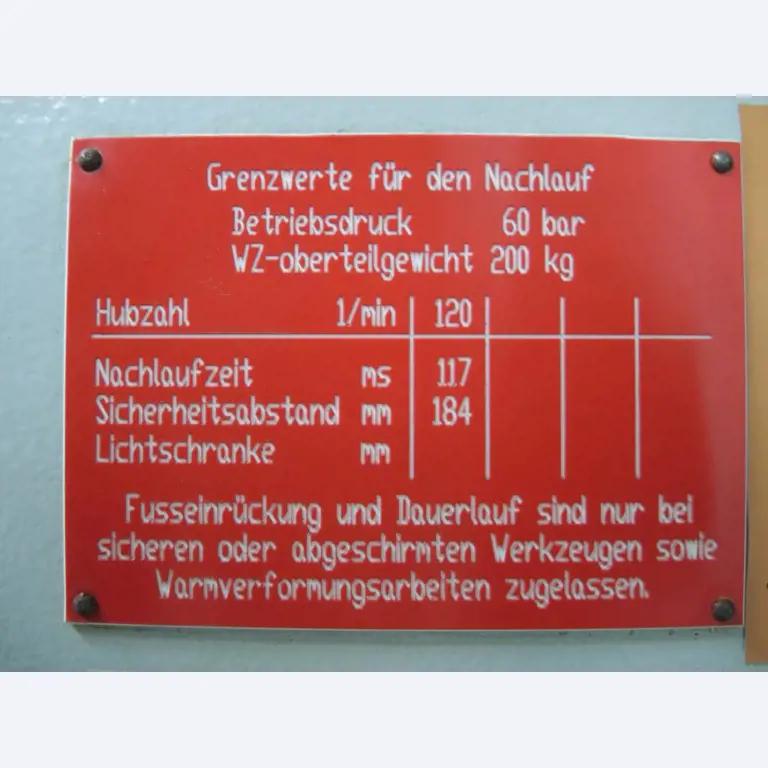 Grenzwerte für den Nachlauf
Betriebsdruck 60 bar
WZ-oberteilgewicht 200 kg
Hubzahl 1/min 120
Nachlaufzeit ms 117
Sicherheitsabstand mm 184
Lichtschranke mm
Fusseinrückung und Dauerlauf sind nur bei
sicheren oder abgeschirmten Werkzeugen sowie
Warmverformungsarbeiten zugelassen.